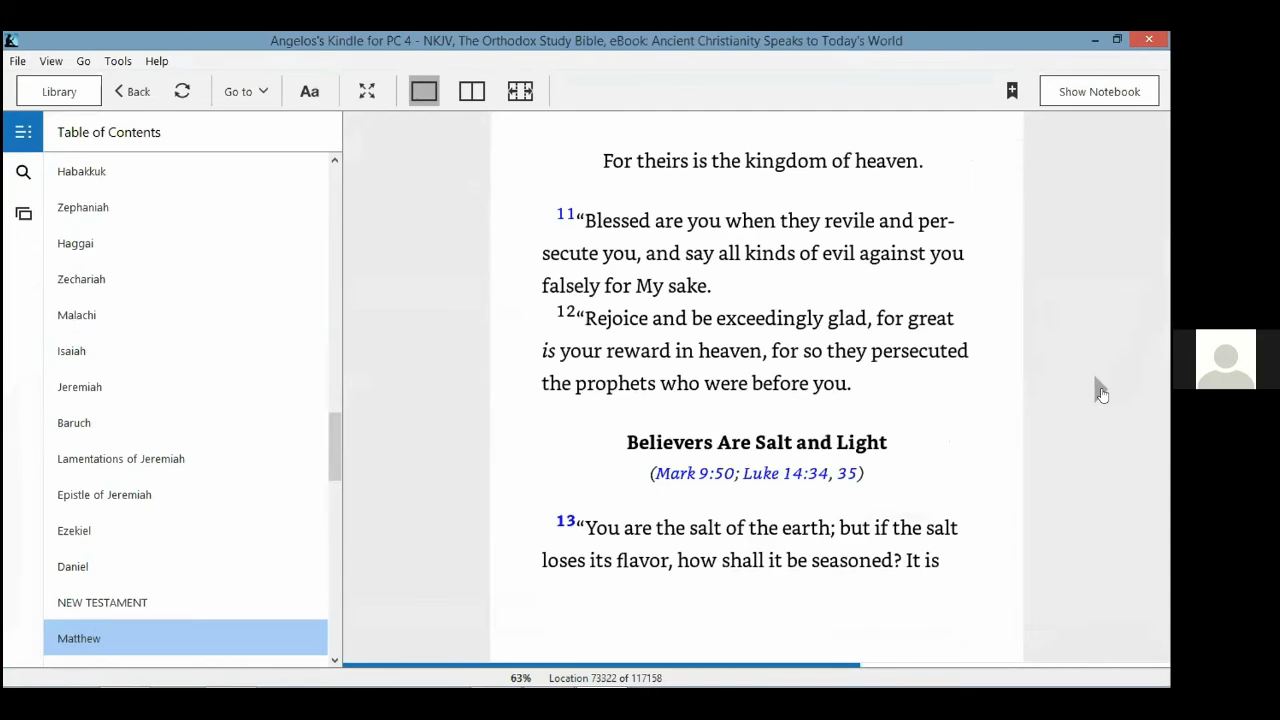 Angelos's Kindle for PC 4 - NKJV, The Orthodox Study Bible, eBook: Ancient Christianity Speaks to Today's World
File View Go Tools Help
Library Back Go to Aa Show Notebook
Table of Contents
Habakkuk
Zephaniah
Haggai
Zechariah
Malachi
Isaiah
Jeremiah
Baruch
Lamentations of Jeremiah
Epistle of Jeremiah
Ezekiel
Daniel
NEW TESTAMENT
Matthew
For theirs is the kingdom of heaven.
11“Blessed are you when they revile and per-
secute you, and say all kinds of evil against you
falsely for My sake.
12“Rejoice and be exceedingly glad, for great
is your reward in heaven, for so they persecuted
the prophets who were before you.
Believers Are Salt and Light
(Mark 9:50; Luke 14:34, 35)
13“You are the salt of the earth; but if the salt
loses its flavor, how shall it be seasoned? It is
63% Location 73322 of 117158